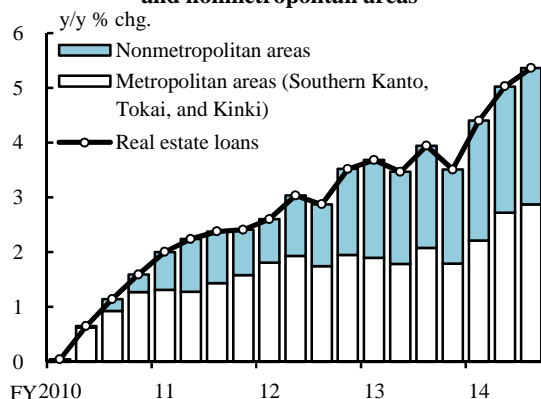 and nonmetropolitan areas
y/y % chg.
6
Nonmetropolitan areas
Metropolitan areas (Southern Kanto,
Tokai, and Kinki)
Real estate loans
5
4
3
2
1
0
FY2010 11 12 13 14